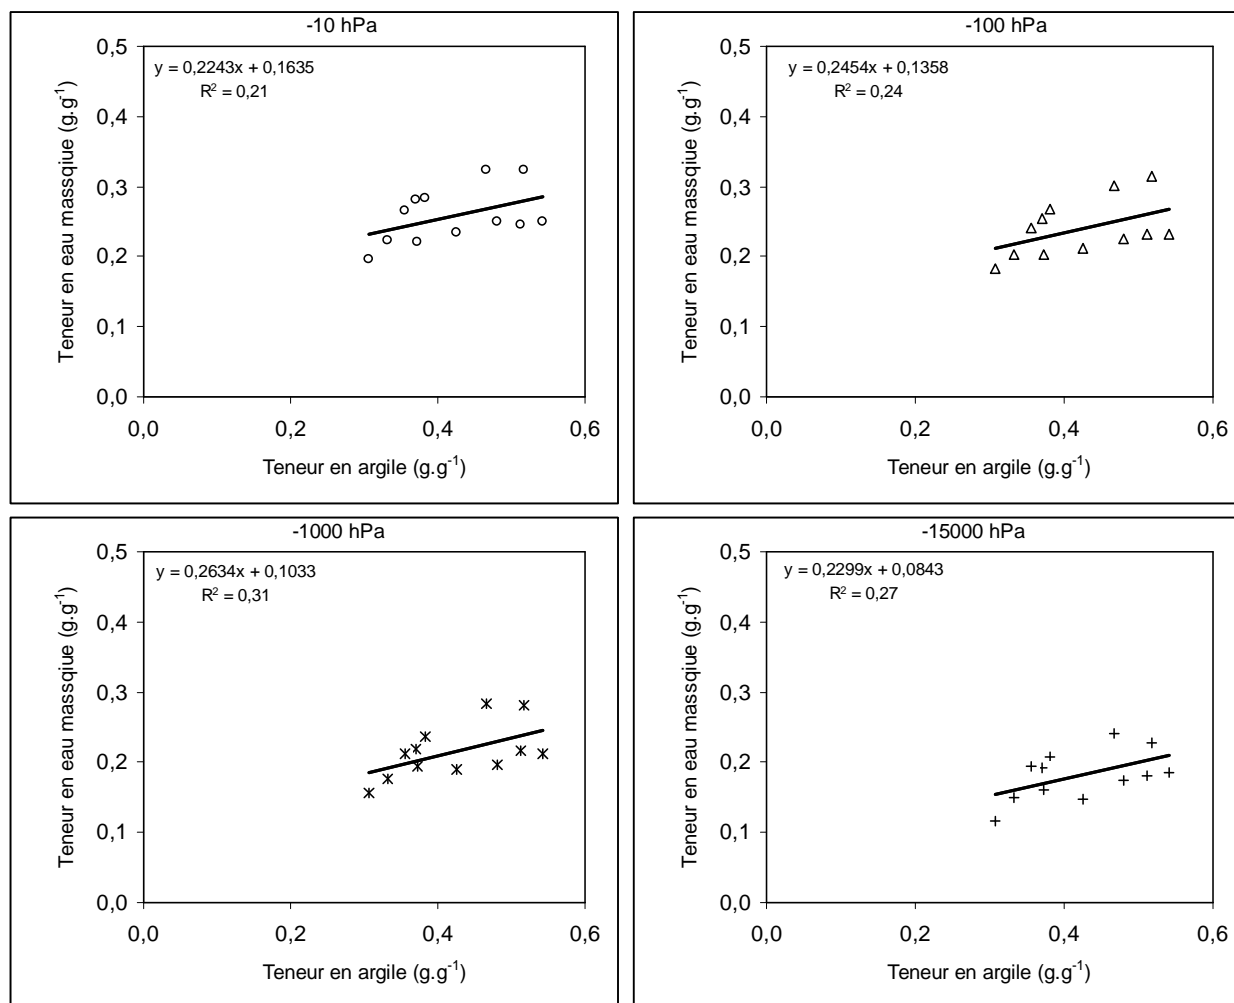 -10 hPa
y = 0,2243x + 0,1635
R² = 0,21
Teneur en eau massqiue (g.g⁻¹)
0,5
0,4
0,3
0,2
0,1
0,0
0,0 0,2 0,4 0,6
Teneur en argile (g.g⁻¹)
-100 hPa
y = 0,2454x + 0,1358
R² = 0,24
Teneur en eau massqiue (g.g⁻¹)
0,5
0,4
0,3
0,2
0,1
0,0
0,0 0,2 0,4 0,6
Teneur en argile (g.g⁻¹)
-1000 hPa
y = 0,2634x + 0,1033
R² = 0,31
Teneur en eau massqiue (g.g⁻¹)
0,5
0,4
0,3
0,2
0,1
0,0
0,0 0,2 0,4 0,6
Teneur en argile (g.g⁻¹)
-15000 hPa
y = 0,2299x + 0,0843
R² = 0,27
Teneur en eau massqiue (g.g⁻¹)
0,5
0,4
0,3
0,2
0,1
0,0
0,0 0,2 0,4 0,6
Teneur en argile (g.g⁻¹)